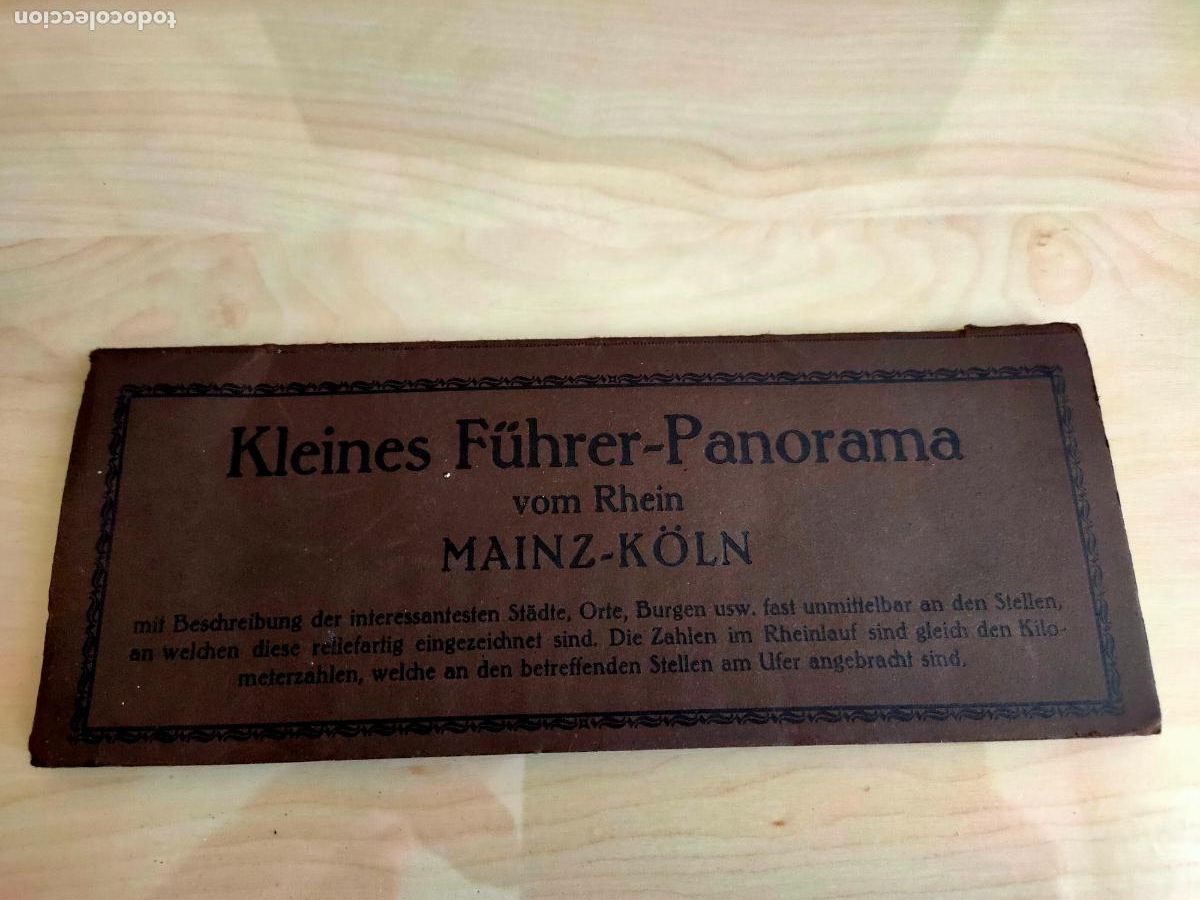 todocoleccion
Kleines Führer-Panorama
vom Rhein
MAINZ-KÖLN
mit Beschreibung der interessantesten Städte, Orte, Burgen usw. fast unmittelbar an den Stellen,
an welchen diese reliefartig eingezeichnet sind. Die Zahlen im Rheinlauf sind gleich den Kilo-
meterzahlen, welche an den betreffenden Stellen am Ufer angebracht sind.